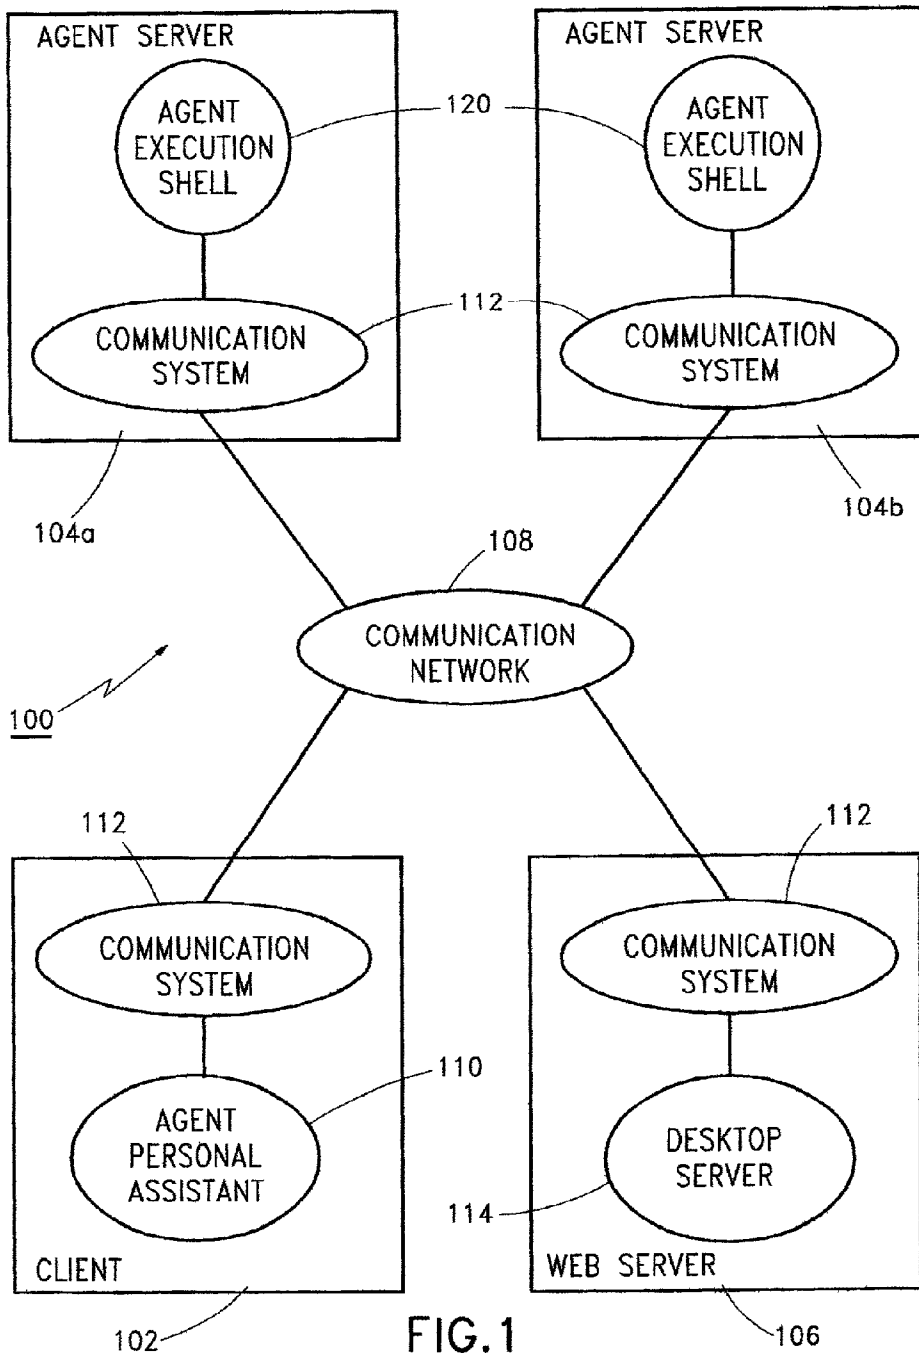 AGENT SERVER
AGENT
EXECUTION
SHELL
120
AGENT SERVER
AGENT
EXECUTION
SHELL
COMMUNICATION
SYSTEM
112
COMMUNICATION
SYSTEM
104a
104b
108
COMMUNICATION
NETWORK
100
112
COMMUNICATION
SYSTEM
112
COMMUNICATION
SYSTEM
AGENT
PERSONAL
ASSISTANT
110
DESKTOP
SERVER
114
CLIENT
WEB SERVER
102
106
FIG.1